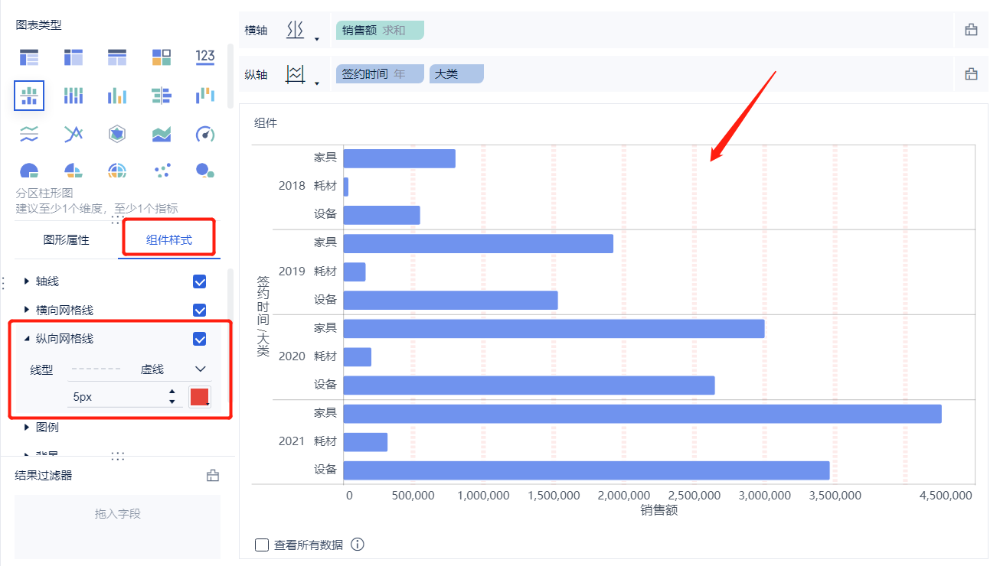 图表类型
123
分区柱形图
建议至少1个维度，至少1个指标
图形属性 组件样式
轴线
横向网格线
纵向网格线
线型 虚线
5px
图例
背景
结果过滤器
拖入字段
横轴 销售额 求和
纵轴 签约时间 年 大类
组件
签约时间/大类
家具
2018 耗材
设备
家具
2019 耗材
设备
家具
2020 耗材
设备
家具
2021 耗材
设备
0 500,000 1,000,000 1,500,000 2,000,000 2,500,000 3,000,000 3,500,000 4,500,000
销售额
查看所有数据